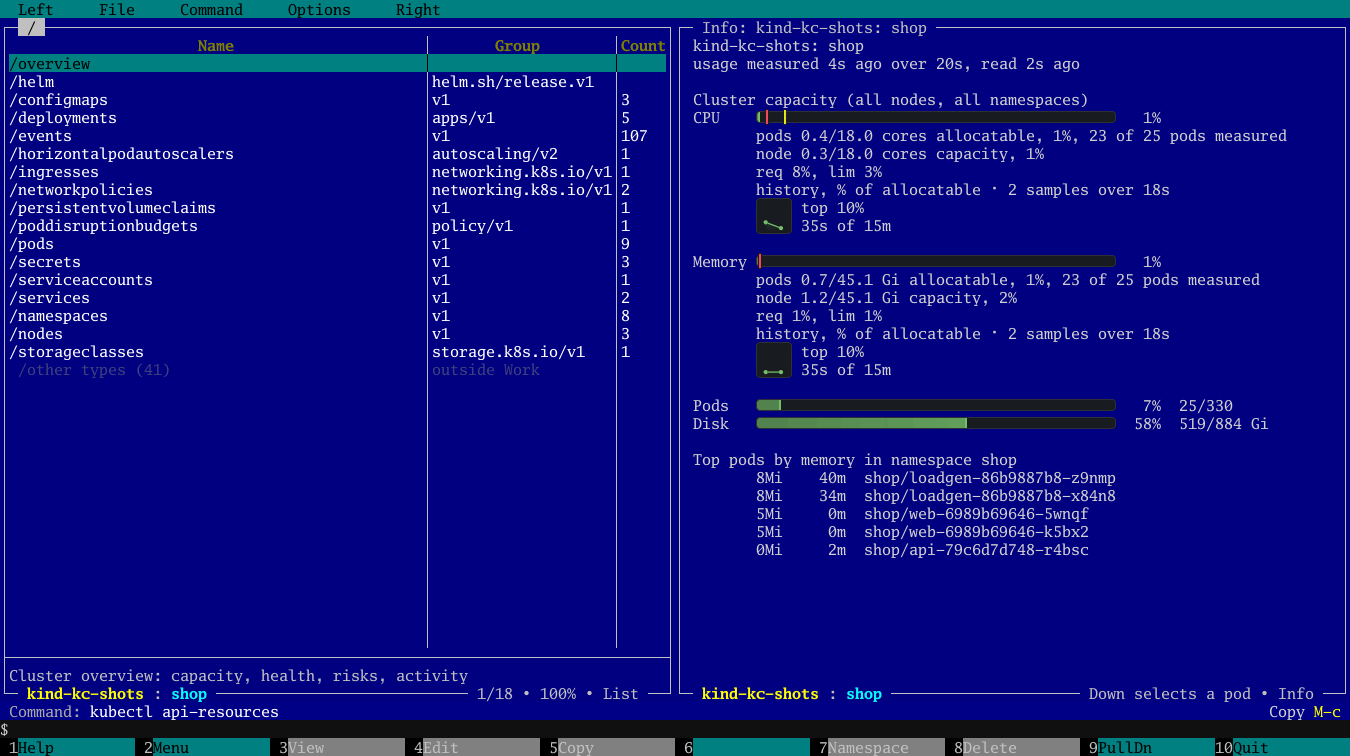 Left File Command Options Right
/
Name Group Count
/overview
/helm helm.sh/release.v1
/configmaps v1 3
/deployments apps/v1 5
/events v1 107
/horizontalpodautoscalers autoscaling/v2 1
/ingresses networking.k8s.io/v1 1
/networkpolicies networking.k8s.io/v1 2
/persistentvolumeclaims v1 1
/poddisruptionbudgets policy/v1 1
/pods v1 9
/secrets v1 3
/serviceaccounts v1 1
/services v1 2
/namespaces v1 8
/nodes v1 3
/storageclasses storage.k8s.io/v1 1
/other types (41) outside Work
Cluster overview: capacity, health, risks, activity
kind-kc-shots : shop 1/18 • 100% • List
Info: kind-kc-shots: shop
kind-kc-shots: shop
usage measured 4s ago over 20s, read 2s ago
Cluster capacity (all nodes, all namespaces)
CPU 1%
pods 0.4/18.0 cores allocatable, 1%, 23 of 25 pods measured
node 0.3/18.0 cores capacity, 1%
req 8%, lim 3%
history, % of allocatable · 2 samples over 18s
top 10%
35s of 15m
Memory 1%
pods 0.7/45.1 Gi allocatable, 1%, 23 of 25 pods measured
node 1.2/45.1 Gi capacity, 2%
req 1%, lim 1%
history, % of allocatable · 2 samples over 18s
top 10%
35s of 15m
Pods 7% 25/330
Disk 58% 519/884 Gi
Top pods by memory in namespace shop
8Mi 40m shop/loadgen-86b9887b8-z9nmp
8Mi 34m shop/loadgen-86b9887b8-x84n8
5Mi 0m shop/web-6989b69646-5wnqf
5Mi 0m shop/web-6989b69646-k5bx2
0Mi 2m shop/api-79c6d7d748-r4bsc
kind-kc-shots : shop Down selects a pod • Info
Command: kubectl api-resources Copy M-c
$
1Help 2Menu 3View 4Edit 5Copy 6 7Namespace 8Delete 9PullDn 10Quit